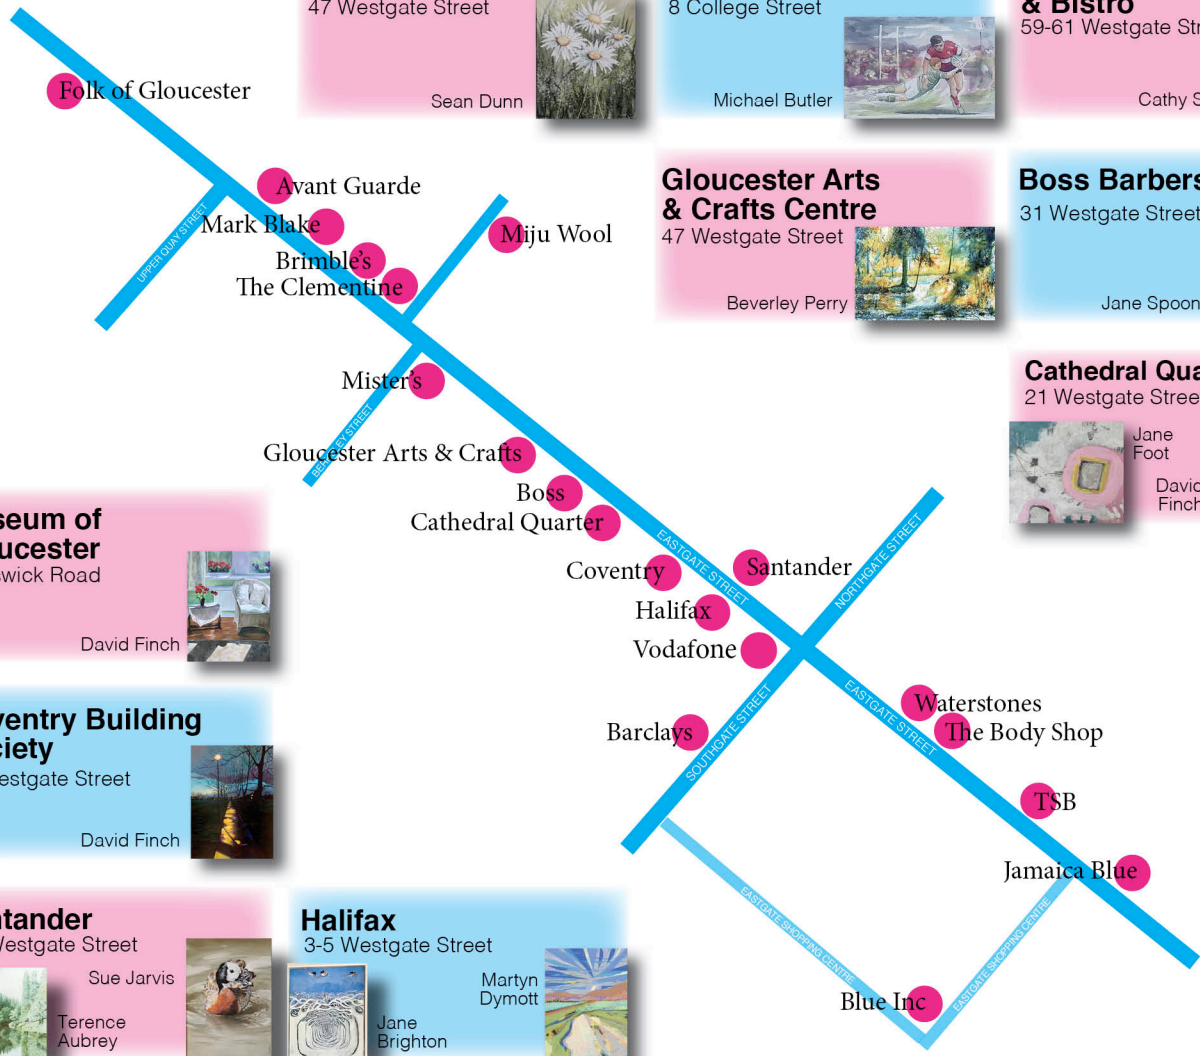 47 Westgate Street
Sean Dunn
8 College Street
Michael Butler
& Bistro
59-61 Westgate Str
Cathy S
Folk of Gloucester
Avant Guarde
Mark Blake
Brimble's
The Clementine
Miju Wool
UPPER QUAY STREET
Gloucester Arts
& Crafts Centre
47 Westgate Street
Beverley Perry
Boss Barbers
31 Westgate Street
Jane Spoon
Mister's
BERKELEY STREET
Gloucester Arts & Crafts
Boss
Cathedral Quarter
Cathedral Qua
21 Westgate Stree
Jane
Foot
David
Finch
seum of
ucester
swick Road
David Finch
EASTGATE STREET
NORTHGATE STREET
Coventry
Santander
Halifax
Vodafone
Barclays
SOUTHGATE STREET
EASTGATE STREET
Waterstones
The Body Shop
TSB
Jamaica Blue
ventry Building
ciety
estgate Street
David Finch
EASTGATE SHOPPING CENTRE
EASTGATE SHOPPING CENTRE
Blue Inc
ntander
Westgate Street
Sue Jarvis
Terence
Aubrey
Halifax
3-5 Westgate Street
Martyn
Dymott
Jane
Brighton